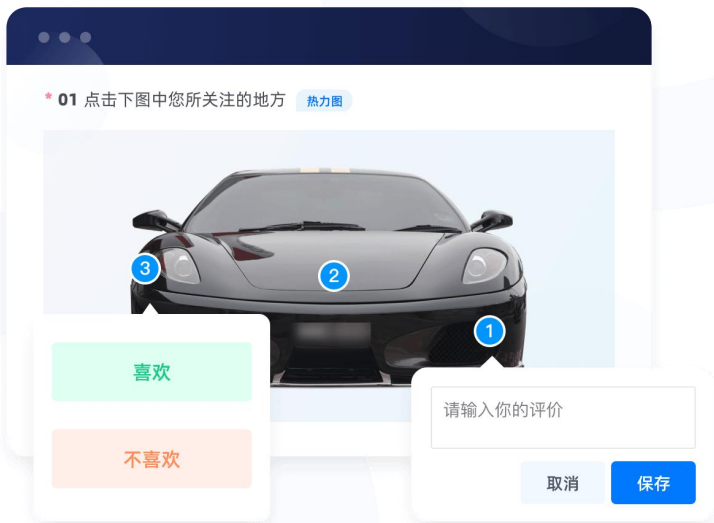 * 01 点击下图中您所关注的地方 热力图
3
2
1
喜欢
不喜欢
请输入你的评价
取消 保存